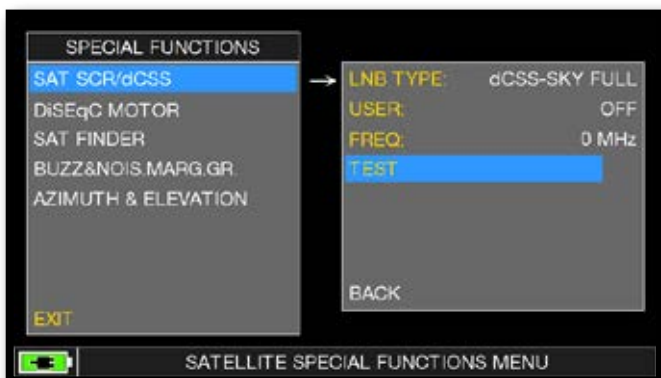 SPECIAL FUNCTIONS
SAT SCR/dCSS
DiSEqC MOTOR
SAT FINDER
BUZZ&NOIS.MARG.GR.
AZIMUTH & ELEVATION
EXIT
→ LNB TYPE: dCSS-SKY FULL
USER: OFF
FREQ: 0 MHz
TEST
BACK
SATELLITE SPECIAL FUNCTIONS MENU